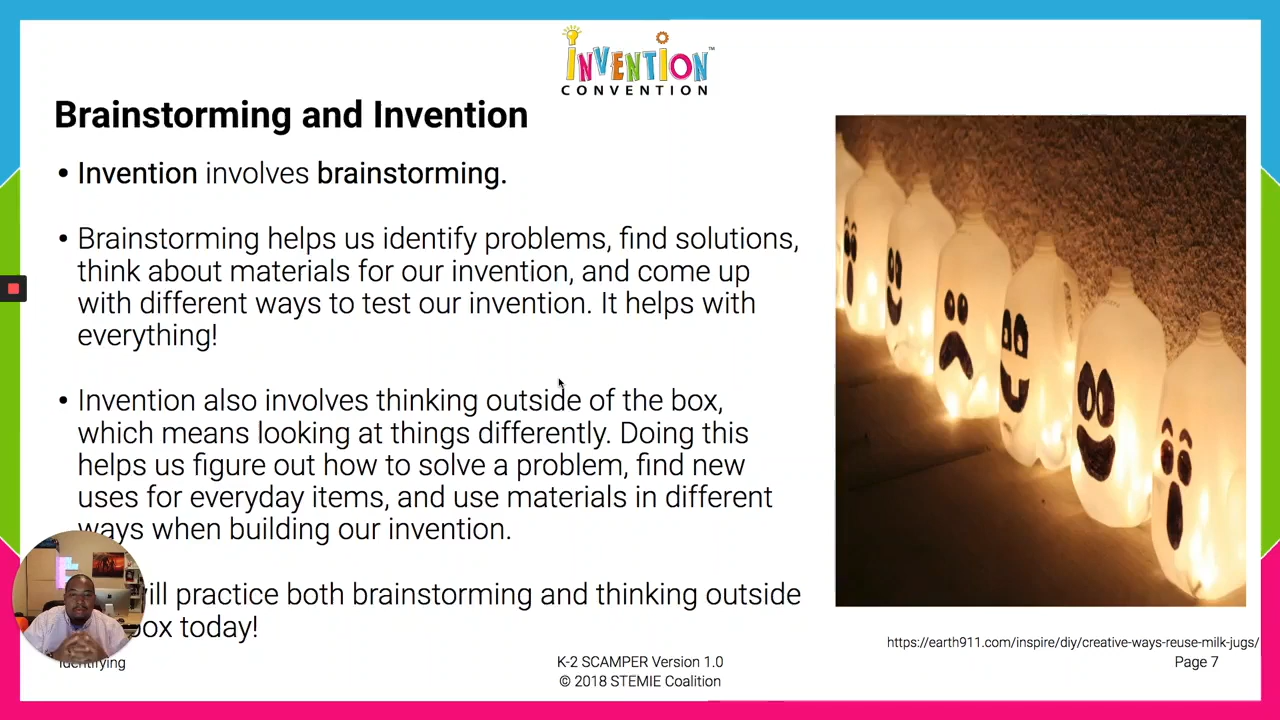 INVENTION™
CONVENTION
Brainstorming and Invention
• Invention involves brainstorming.
• Brainstorming helps us identify problems, find solutions,
think about materials for our invention, and come up
with different ways to test our invention. It helps with
everything!
• Invention also involves thinking outside of the box,
which means looking at things differently. Doing this
helps us figure out how to solve a problem, find new
uses for everyday items, and use materials in different
ways when building our invention.
practice both brainstorming and thinking outside
box today!
https://earth911.com/inspire/diy/creative-ways-reuse-milk-jugs/
Identifying
K-2 SCAMPER Version 1.0
Page 7
© 2018 STEMIE Coalition